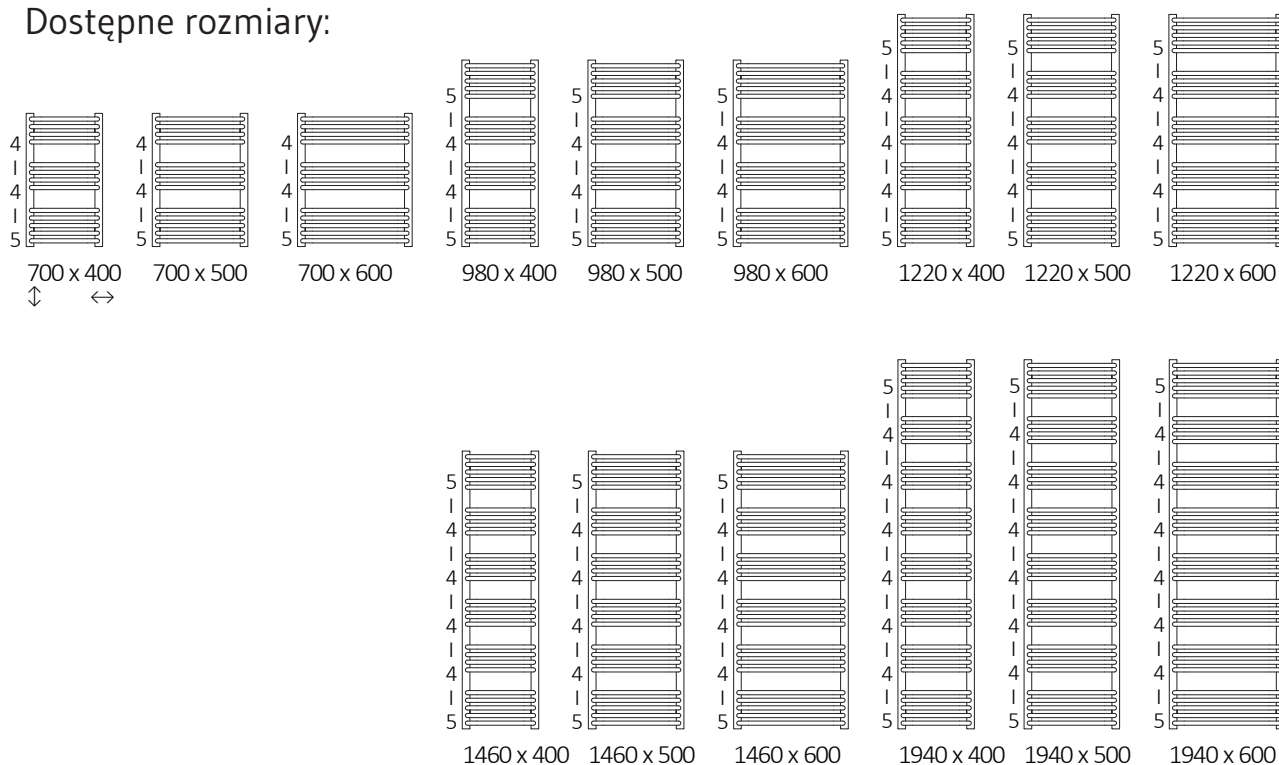 Dostępne rozmiary:
4
I
4
I
5
700 x 400
4
I
4
I
5
700 x 500
4
I
4
I
5
700 x 600
5
I
4
I
4
I
5
980 x 400
5
I
4
I
4
I
5
980 x 500
5
I
4
I
4
I
5
980 x 600
5
I
4
I
4
I
4
I
5
1220 x 400
5
I
4
I
4
I
4
I
5
1220 x 500
5
I
4
I
4
I
4
I
5
1220 x 600
5
I
4
I
4
I
4
I
4
I
5
1460 x 400
5
I
4
I
4
I
4
I
4
I
5
1460 x 500
5
I
4
I
4
I
4
I
4
I
5
1460 x 600
5
I
4
I
4
I
4
I
4
I
4
I
4
I
5
1940 x 400
5
I
4
I
4
I
4
I
4
I
4
I
4
I
5
1940 x 500
5
I
4
I
4
I
4
I
4
I
4
I
4
I
5
1940 x 600